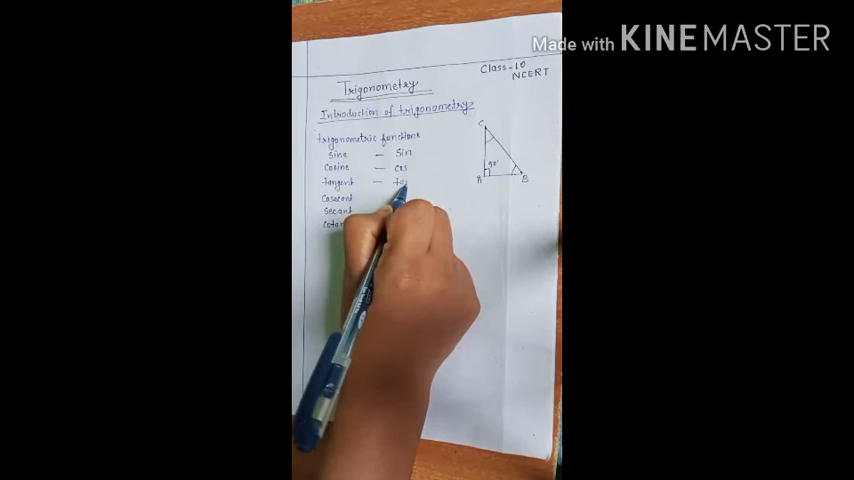 Made with KINEMASTER
Class-10
NCERT
Trigonometry
Introduction of trigonometry
trigonometric functions
Sine — Sin
Cosine — cos
tangent —
Cosecant
Secant
C
90°
A
B